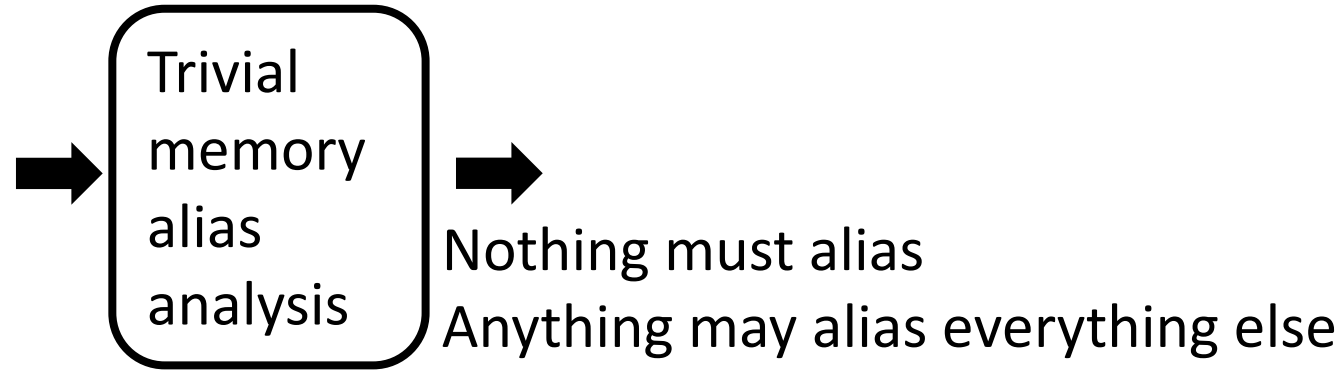 Trivial
memory
alias
analysis
Nothing must alias
Anything may alias everything else